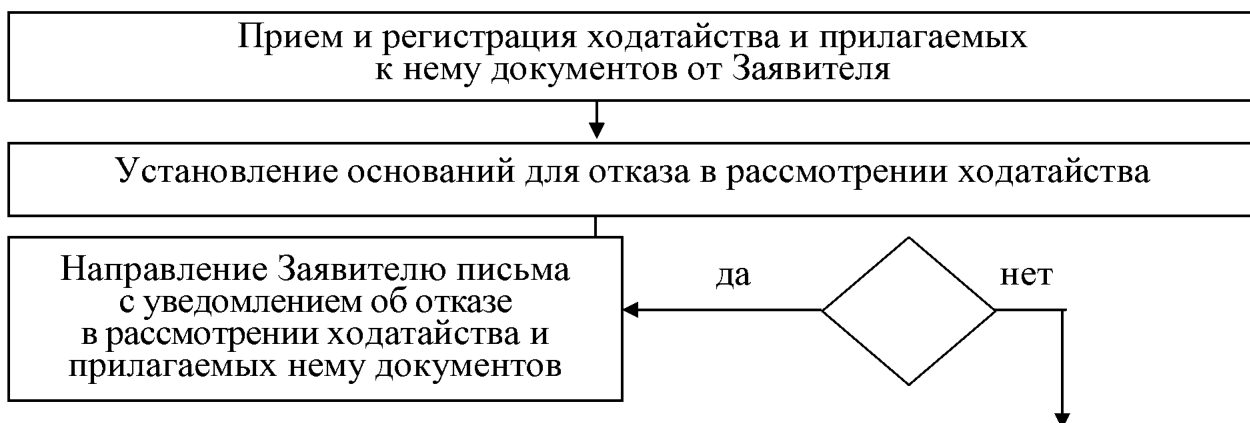 Прием и регистрация ходатайства и прилагаемых
к нему документов от Заявителя
Установление оснований для отказа в рассмотрении ходатайства
Направление Заявителю письма
с уведомлением об отказе
в рассмотрении ходатайства и
прилагаемых нему документов
да
нет